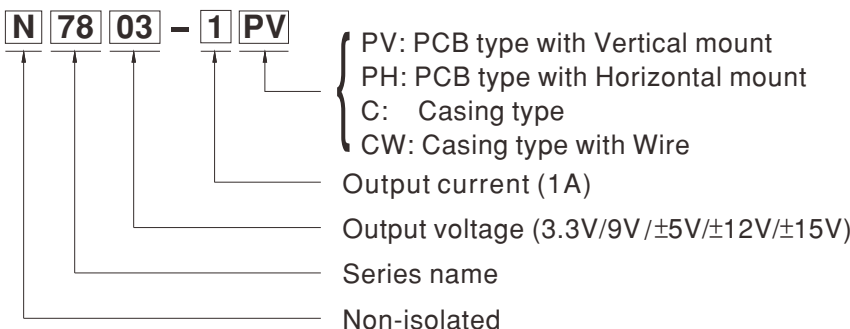 N 78 03 – 1 PV
PV: PCB type with Vertical mount
PH: PCB type with Horizontal mount
C: Casing type
CW: Casing type with Wire
Output current (1A)
Output voltage (3.3V/9V/±5V/±12V/±15V)
Series name
Non-isolated